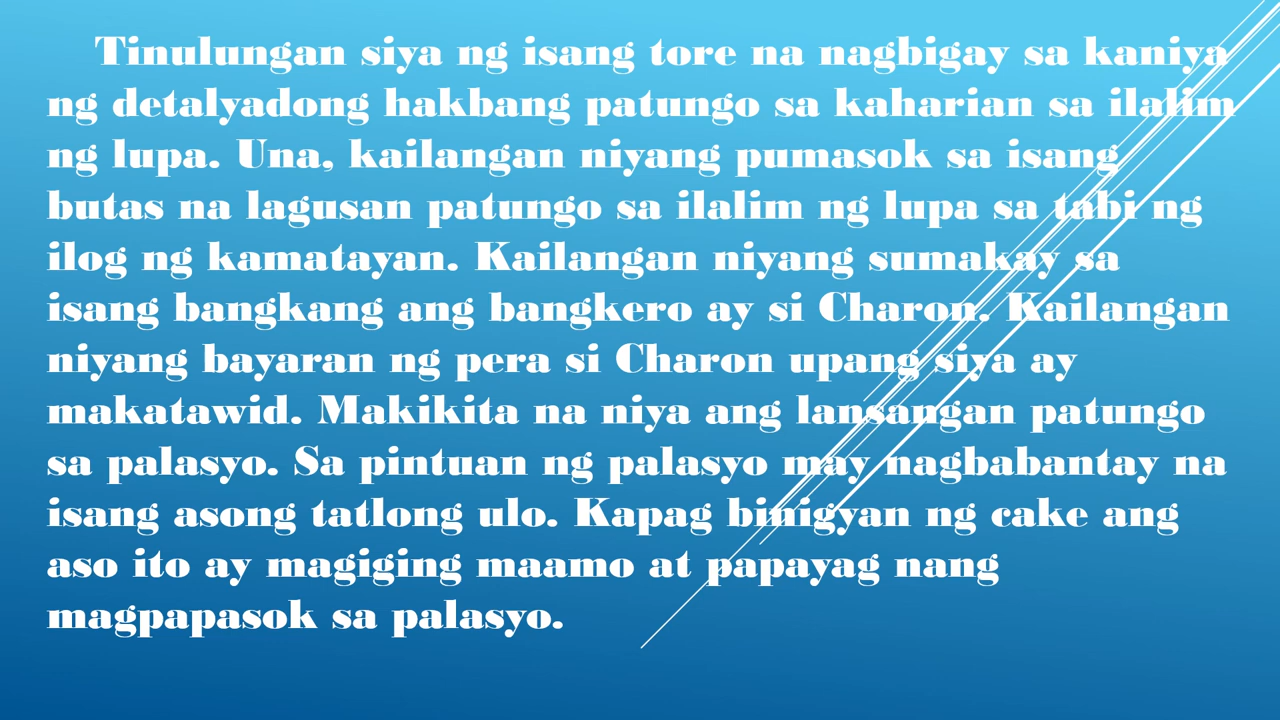 Tinulungan siya ng isang tore na nagbigay sa kaniya
ng detalyadong hakbang patungo sa kaharian sa ilalim
ng lupa. Una, kailangan niyang pumasok sa isang
butas na lagusan patungo sa ilalim ng lupa sa tabi ng
ilog ng kamatayan. Kailangan niyang sumakay sa
isang bangkang ang bangkero ay si Charon. Kailangan
niyang bayaran ng pera si Charon upang siya ay
makatawid. Makikita na niya ang lansangan patungo
sa palasyo. Sa pintuan ng palasyo may nagbabantay na
isang asong tatlong ulo. Kapag binigyan ng cake ang
aso ito ay magiging maamo at papayag nang
magpapasok sa palasyo.